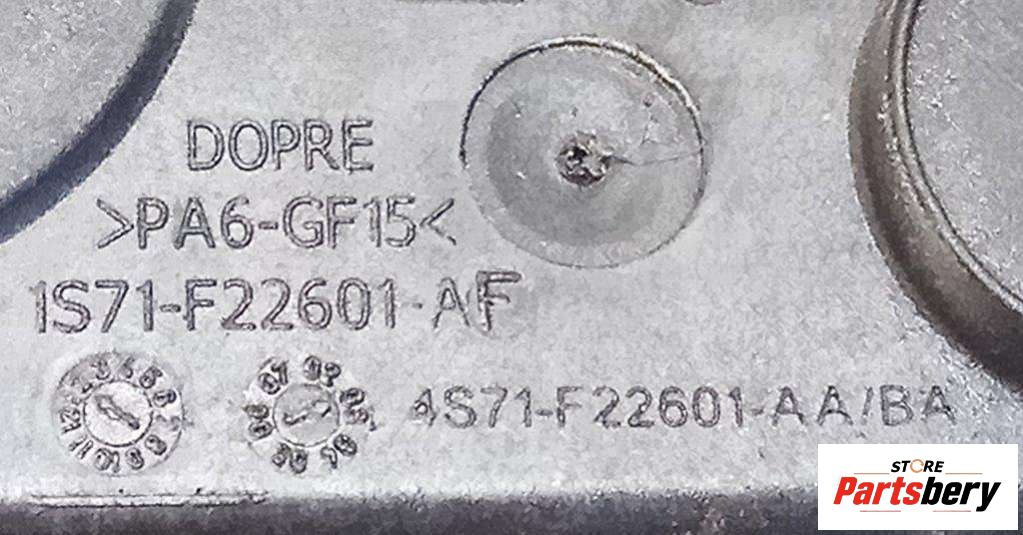 DOPRE
>PA6-GF15<
1S71-F22601-AF
4S71-F22601-AA/BA
STORE
Partsbery